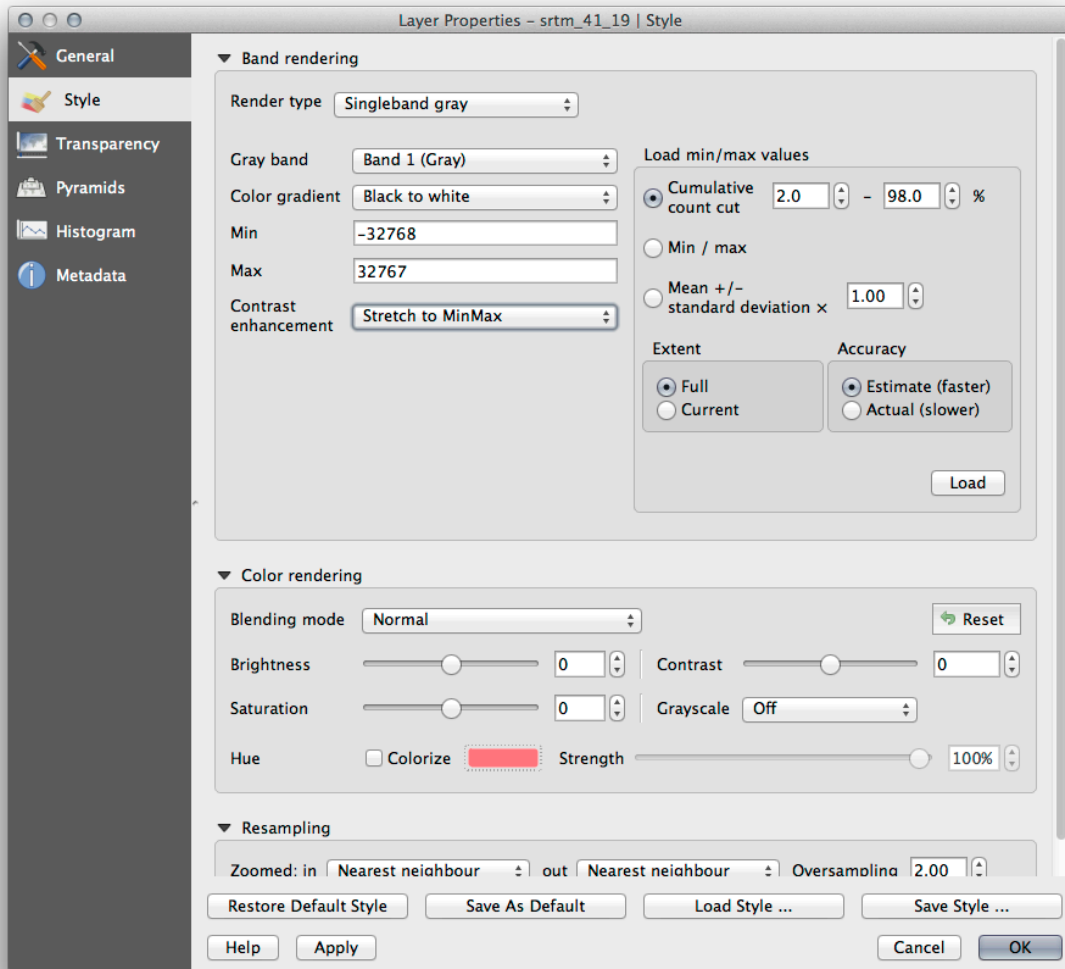 Layer Properties – srtm_41_19 | Style
General
Style
Transparency
Pyramids
Histogram
Metadata
Band rendering
Render type Singleband gray
Gray band Band 1 (Gray)
Color gradient Black to white
Min -32768
Max 32767
Contrast
enhancement Stretch to MinMax
Load min/max values
Cumulative
count cut 2.0 – 98.0 %
Min / max
Mean +/-
standard deviation × 1.00
Extent
Full
Current
Accuracy
Estimate (faster)
Actual (slower)
Load
Color rendering
Blending mode Normal Reset
Brightness 0 Contrast 0
Saturation 0 Grayscale Off
Hue Colorize Strength 100%
Resampling
Zoomed: in Nearest neighbour out Nearest neighbour Oversampling 2.00
Restore Default Style Save As Default Load Style ... Save Style ...
Help Apply Cancel OK